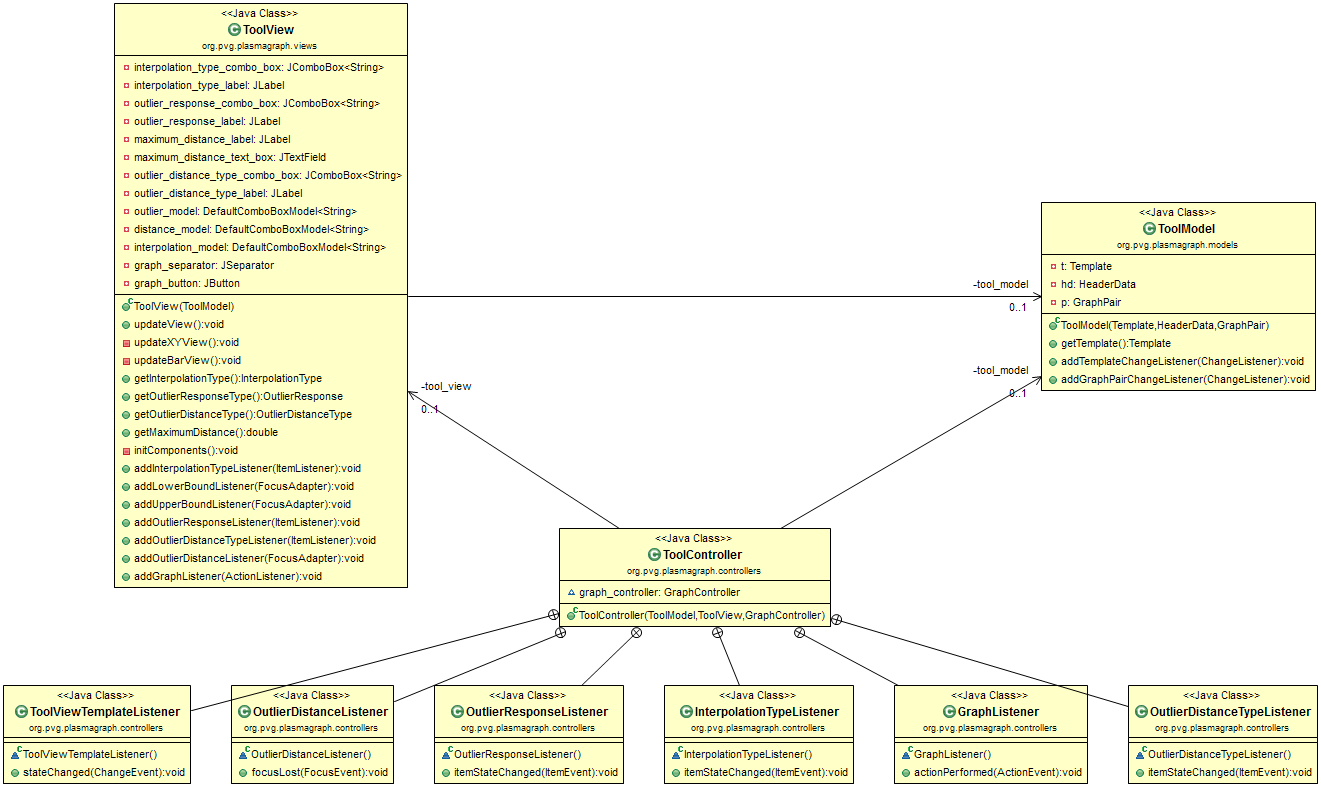 <<Java Class>>
ToolView
org.pvg.plasmagraph.views
interpolation_type_combo_box: JComboBox<String>
interpolation_type_label: JLabel
outlier_response_combo_box: JComboBox<String>
outlier_response_label: JLabel
maximum_distance_label: JLabel
maximum_distance_text_box: JTextField
outlier_distance_type_combo_box: JComboBox<String>
outlier_distance_type_label: JLabel
outlier_model: DefaultComboBoxModel<String>
distance_model: DefaultComboBoxModel<String>
interpolation_model: DefaultComboBoxModel<String>
graph_separator: JSeparator
graph_button: JButton
ToolView(ToolModel)
updateView():void
updateXYView():void
updateBarView():void
getInterpolationType():InterpolationType
getOutlierResponseType():OutlierResponse
getOutlierDistanceType():OutlierDistanceType
getMaximumDistance():double
initComponents():void
addInterpolationTypeListener(ItemListener):void
addLowerBoundListener(FocusAdapter):void
addUpperBoundListener(FocusAdapter):void
addOutlierResponseListener(ItemListener):void
addOutlierDistanceTypeListener(ItemListener):void
addOutlierDistanceListener(FocusAdapter):void
addGraphListener(ActionListener):void
-tool_model
0..1
-tool_view
0..1
-tool_model
0..1
<<Java Class>>
ToolModel
org.pvg.plasmagraph.models
t: Template
hd: HeaderData
p: GraphPair
ToolModel(Template,HeaderData,GraphPair)
getTemplate():Template
addTemplateChangeListener(ChangeListener):void
addGraphPairChangeListener(ChangeListener):void
<<Java Class>>
ToolController
org.pvg.plasmagraph.controllers
graph_controller: GraphController
ToolController(ToolModel,ToolView,GraphController)
<<Java Class>>
ToolViewTemplateListener
org.pvg.plasmagraph.controllers
ToolViewTemplateListener()
stateChanged(ChangeEvent):void
<<Java Class>>
OutlierDistanceListener
org.pvg.plasmagraph.controllers
OutlierDistanceListener()
focusLost(FocusEvent):void
<<Java Class>>
OutlierResponseListener
org.pvg.plasmagraph.controllers
OutlierResponseListener()
itemStateChanged(ItemEvent):void
<<Java Class>>
InterpolationTypeListener
org.pvg.plasmagraph.controllers
InterpolationTypeListener()
itemStateChanged(ItemEvent):void
<<Java Class>>
GraphListener
org.pvg.plasmagraph.controllers
GraphListener()
actionPerformed(ActionEvent):void
<<Java Class>>
OutlierDistanceTypeListener
org.pvg.plasmagraph.controllers
OutlierDistanceTypeListener()
itemStateChanged(ItemEvent):void